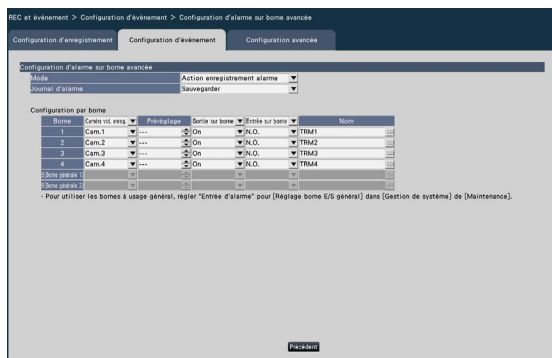 REC et événement > Configuration d'événement > Configuration d'alarme sur borne avancée
Configuration d'enregistrement Configuration d'événement Configuration avancée
Configuration d'alarme sur borne avancée
Mode Action enregistrement alarme
Journal d'alarme Sauvegarder
Configuration par borne
Borne Caméra vid. enreg. Préréglage Sortie sur borne Entrée sur borne Nom
1 Cam.1 --- On N.O. TRM1
2 Cam.2 --- On N.O. TRM2
3 Cam.3 --- On N.O. TRM3
4 Cam.4 --- On N.O. TRM4
5(Borne générale 1)
6(Borne générale 2)
- Pour utiliser les bornes à usage général, régler "Entrée d'alarme" pour [Réglage borne E/S général] dans [Gestion de système] de [Maintenance].
Précédent